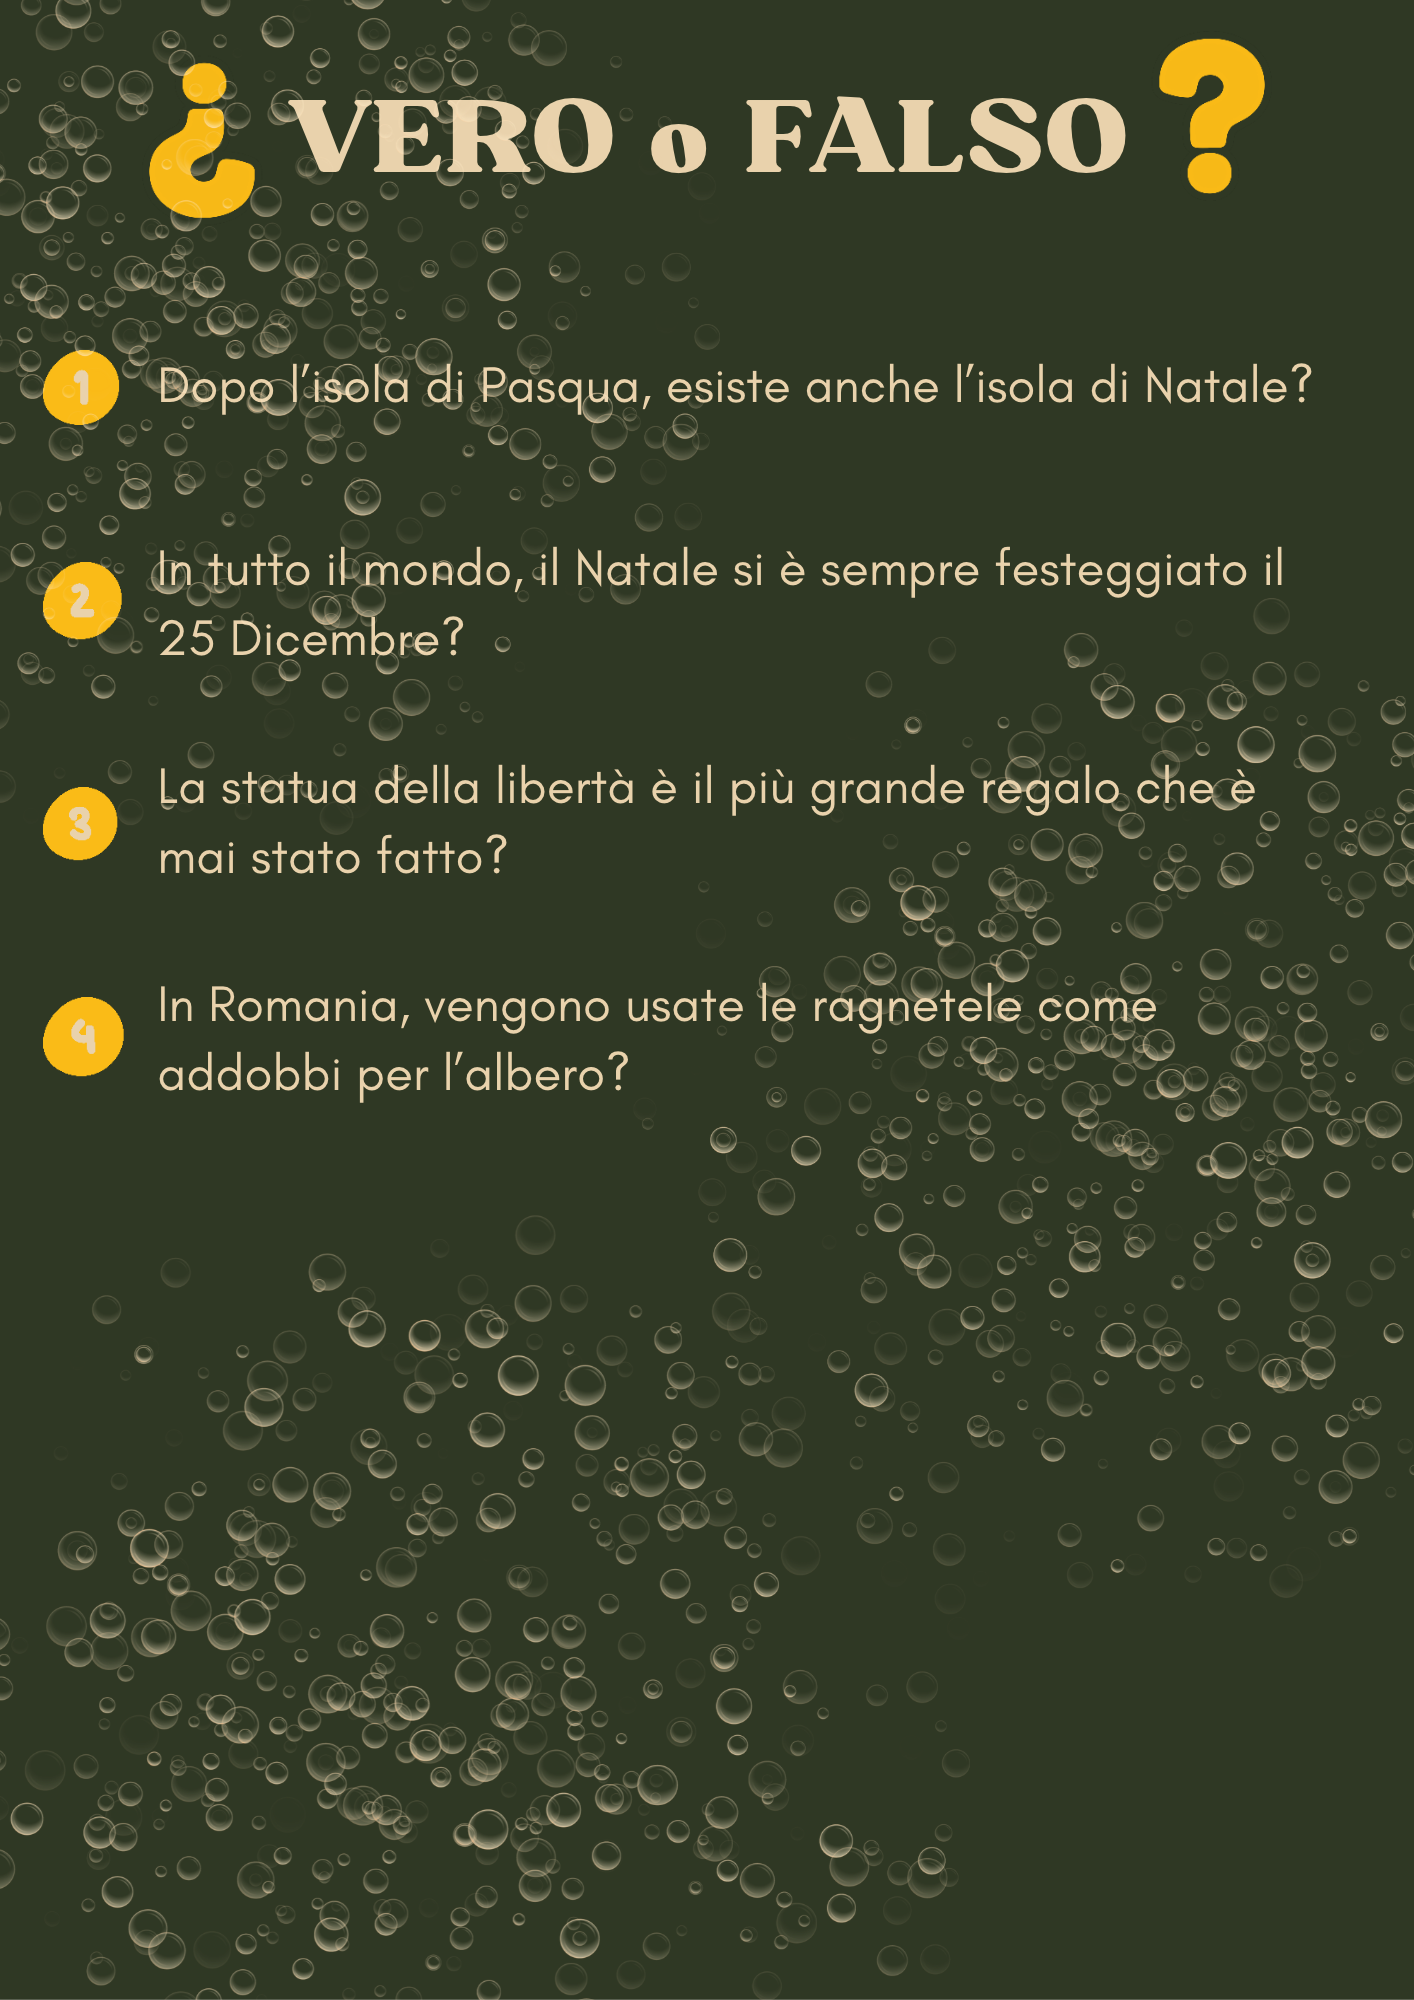 ¿ VERO o FALSO ?
1 Dopo l’isola di Pasqua, esiste anche l’isola di Natale?
2 In tutto il mondo, il Natale si è sempre festeggiato il
25 Dicembre?
3 La statua della libertà è il più grande regalo che è
mai stato fatto?
4 In Romania, vengono usate le ragnetele come
addobbi per l’albero?